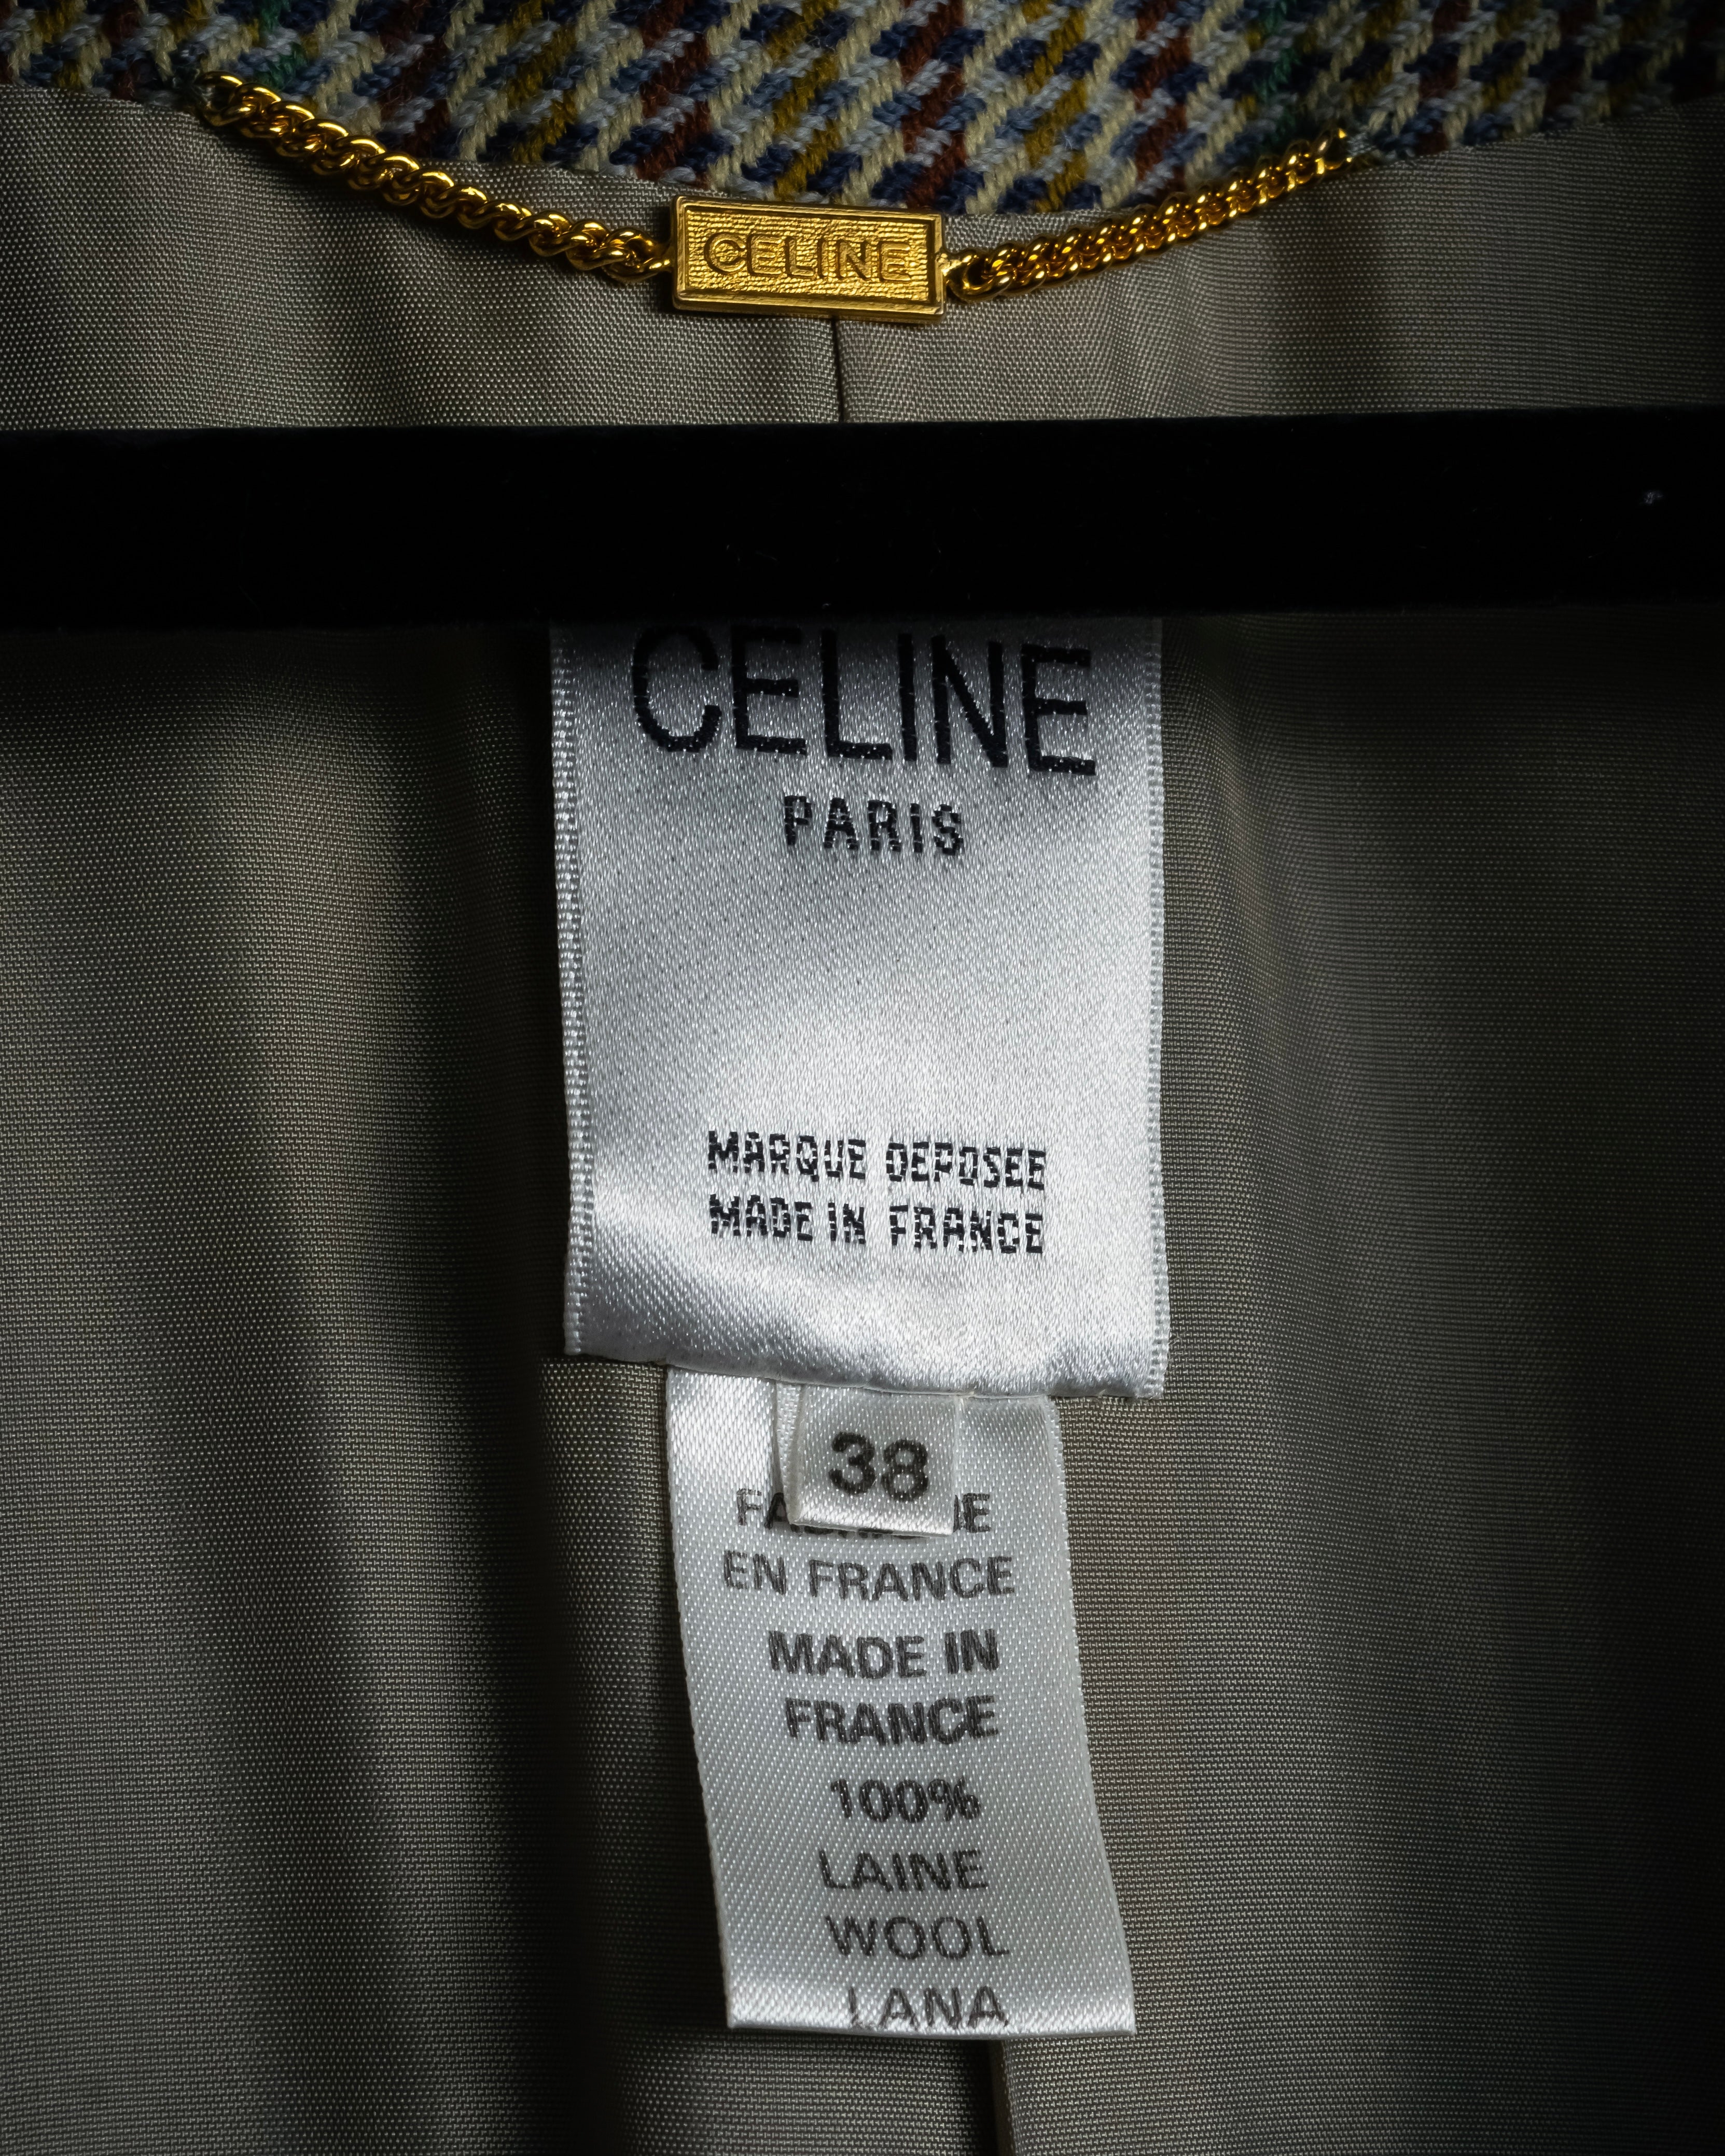 CELINE
CELINE
PARIS
MARQUE DEPOSEE
MADE IN FRANCE
38
EN FRANCE
MADE IN
FRANCE
100%
LAINE
WOOL
LANA